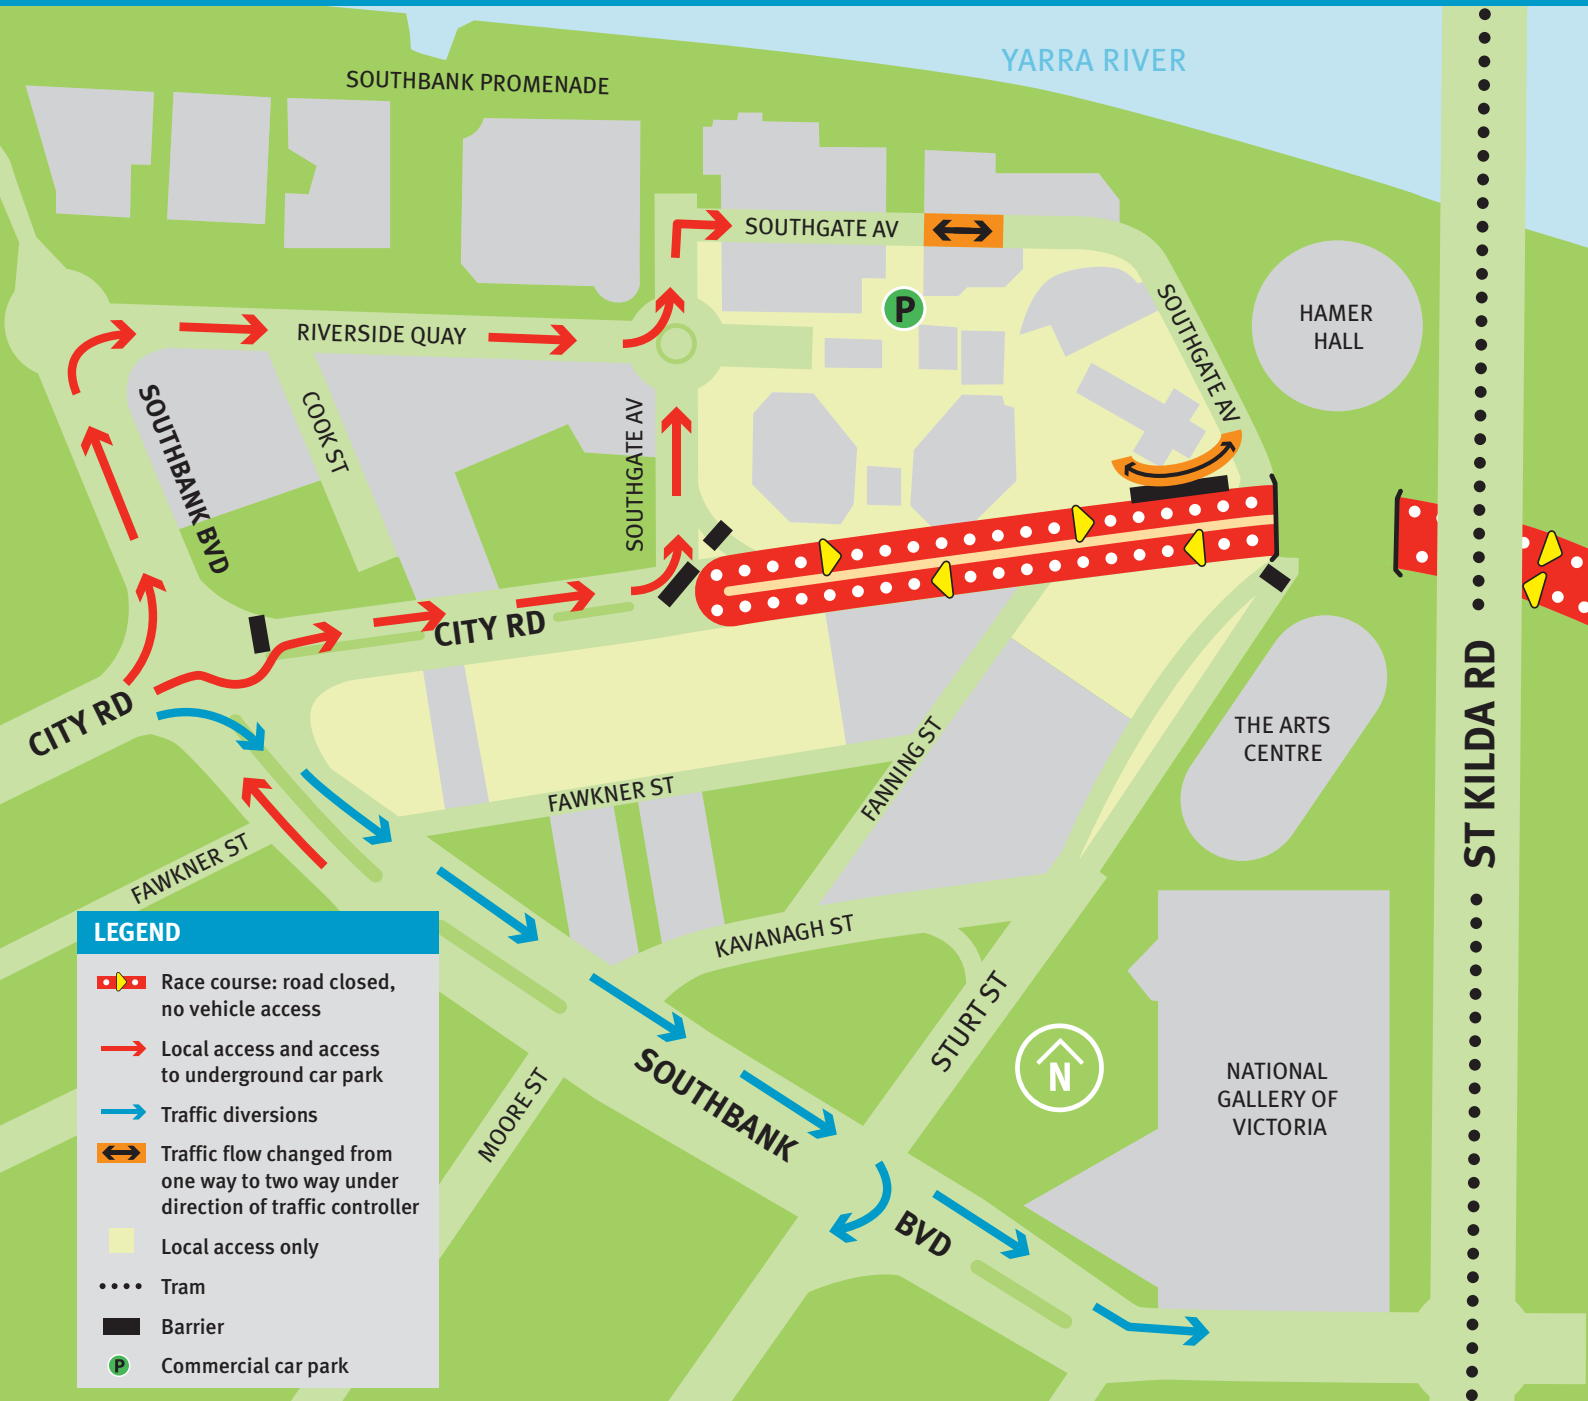 YARRA RIVER
SOUTHBANK PROMENADE
SOUTHGATE AV
SOUTHGATE AV
HAMER
HALL
RIVERSIDE QUAY
P
COOK ST
SOUTHBANK BVD
SOUTHGATE AV
CITY RD
CITY RD
ST KILDA RD
THE ARTS
CENTRE
FANNING ST
FAWKNER ST
FAWKNER ST
KAVANAGH ST
STURT ST
MOORE ST
SOUTHBANK
BVD
N
NATIONAL
GALLERY OF
VICTORIA
LEGEND
Race course: road closed,
no vehicle access
Local access and access
to underground car park
Traffic diversions
Traffic flow changed from
one way to two way under
direction of traffic controller
Local access only
Tram
Barrier
P
Commercial car park